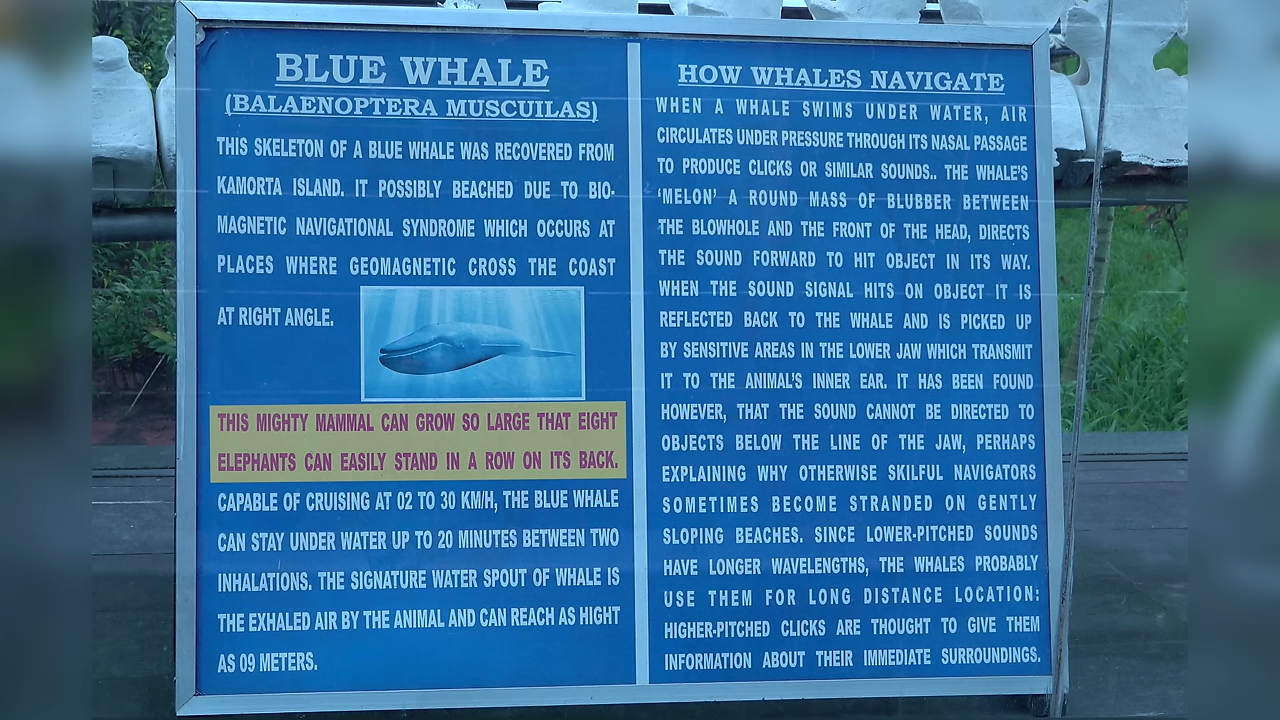 BLUE WHALE
(BALAENOPTERA MUSCUILAS)
THIS SKELETON OF A BLUE WHALE WAS RECOVERED FROM
KAMORTA ISLAND. IT POSSIBLY BEACHED DUE TO BIO-
MAGNETIC NAVIGATIONAL SYNDROME WHICH OCCURS AT
PLACES WHERE GEOMAGNETIC CROSS THE COAST
AT RIGHT ANGLE.
THIS MIGHTY MAMMAL CAN GROW SO LARGE THAT EIGHT
ELEPHANTS CAN EASILY STAND IN A ROW ON ITS BACK.
CAPABLE OF CRUISING AT 02 TO 30 KM/H, THE BLUE WHALE
CAN STAY UNDER WATER UP TO 20 MINUTES BETWEEN TWO
INHALATIONS. THE SIGNATURE WATER SPOUT OF WHALE IS
THE EXHALED AIR BY THE ANIMAL AND CAN REACH AS HIGHT
AS 09 METERS.
HOW WHALES NAVIGATE
WHEN A WHALE SWIMS UNDER WATER, AIR
CIRCULATES UNDER PRESSURE THROUGH ITS NASAL PASSAGE
TO PRODUCE CLICKS OR SIMILAR SOUNDS.. THE WHALE'S
'MELON' A ROUND MASS OF BLUBBER BETWEEN
THE BLOWHOLE AND THE FRONT OF THE HEAD, DIRECTS
THE SOUND FORWARD TO HIT OBJECT IN ITS WAY.
WHEN THE SOUND SIGNAL HITS ON OBJECT IT IS
REFLECTED BACK TO THE WHALE AND IS PICKED UP
BY SENSITIVE AREAS IN THE LOWER JAW WHICH TRANSMIT
IT TO THE ANIMAL'S INNER EAR. IT HAS BEEN FOUND
HOWEVER, THAT THE SOUND CANNOT BE DIRECTED TO
OBJECTS BELOW THE LINE OF THE JAW, PERHAPS
EXPLAINING WHY OTHERWISE SKILFUL NAVIGATORS
SOMETIMES BECOME STRANDED ON GENTLY
SLOPING BEACHES. SINCE LOWER-PITCHED SOUNDS
HAVE LONGER WAVELENGTHS, THE WHALES PROBABLY
USE THEM FOR LONG DISTANCE LOCATION:
HIGHER-PITCHED CLICKS ARE THOUGHT TO GIVE THEM
INFORMATION ABOUT THEIR IMMEDIATE SURROUNDINGS.